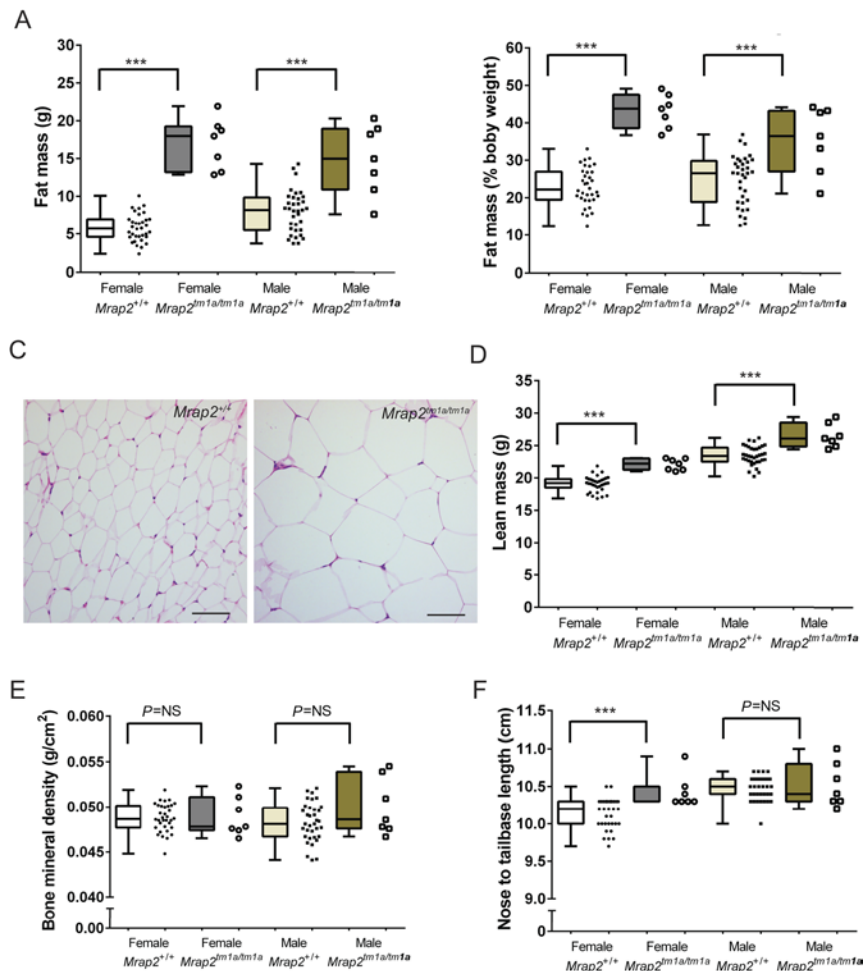 A
Fat mass (g)
30
25
20
15
10
5
0
***
***
Female
Female
Male
Male
Mrap2+/+
Mrap2tm1a/tm1a
Mrap2+/+
Mrap2tm1a/tm1a
Fat mass (% boby weight)
60
50
40
30
20
10
0
***
***
Female
Female
Male
Male
Mrap2+/+
Mrap2tm1a/tm1a
Mrap2+/+
Mrap2tm1a/tm1a
C
Mrap2+/+
Mrap2tm1a/tm1a
D
Lean mass (g)
35
30
25
20
15
10
5
0
***
***
Female
Female
Male
Male
Mrap2+/+
Mrap2tm1a/tm1a
Mrap2+/+
Mrap2tm1a/tm1a
E
Bone mineral density (g/cm²)
0.060
0.055
0.050
0.045
0.040
0.00
P=NS
P=NS
Female
Female
Male
Male
Mrap2+/+
Mrap2tm1a/tm1a
Mrap2+/+
Mrap2tm1a/tm1a
F
Nose to tailbase length (cm)
11.5
11.0
10.5
10.0
9.5
9.0
0
***
P=NS
Female
Female
Male
Male
Mrap2+/+
Mrap2tm1a/tm1a
Mrap2+/+
Mrap2tm1a/tm1a